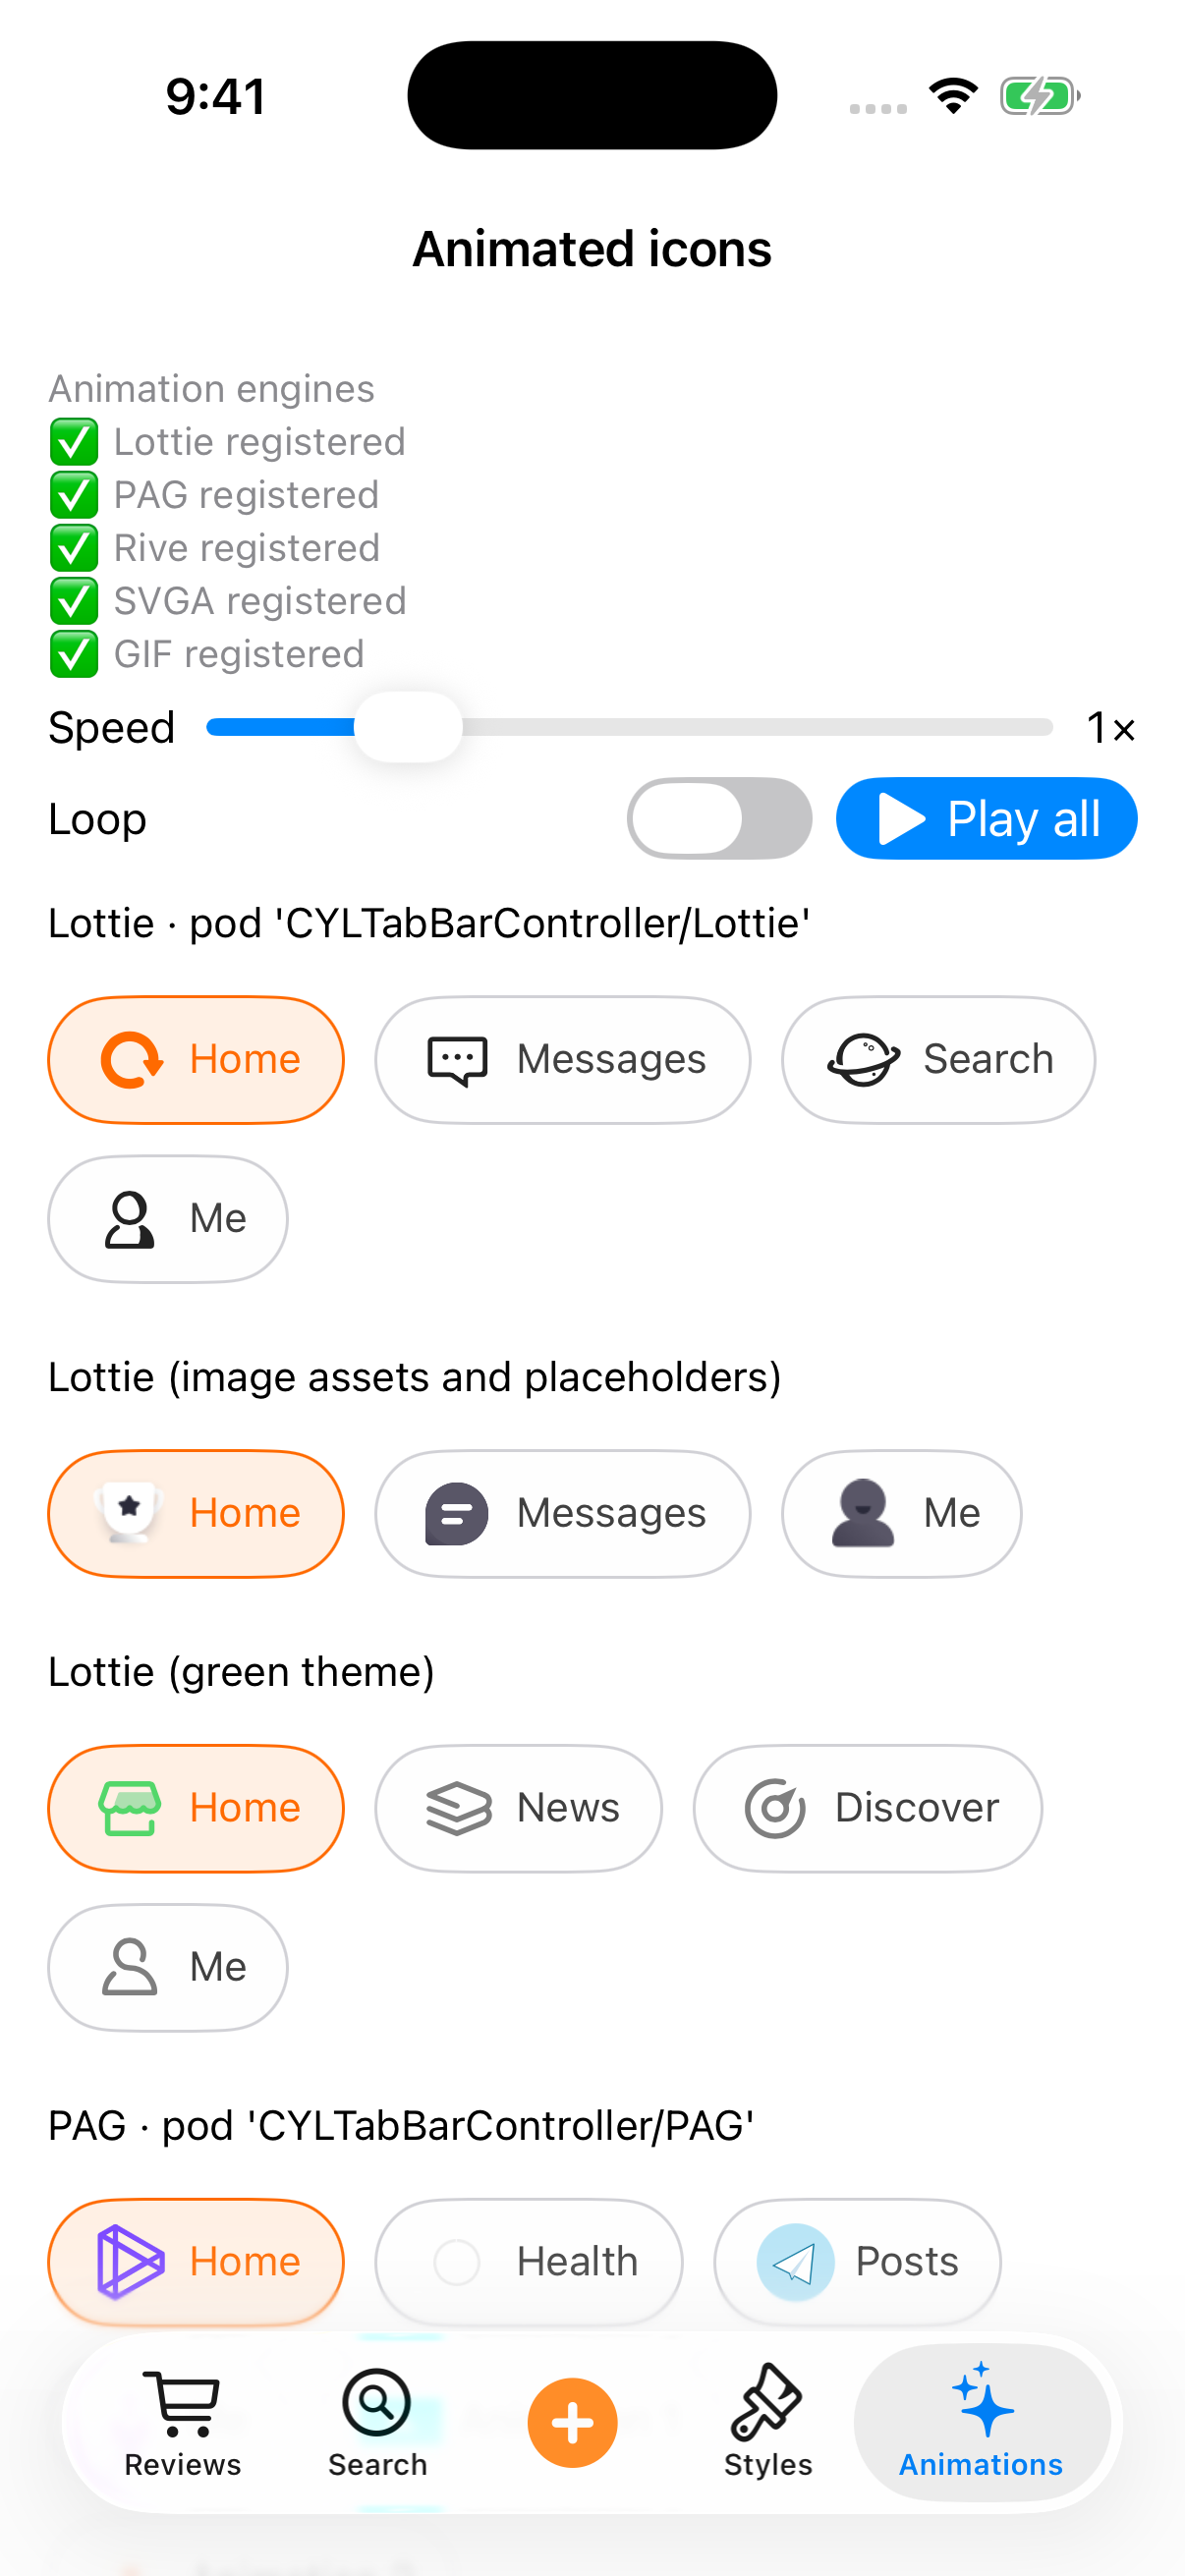 9:41
Animated icons
Animation engines
✅ Lottie registered
✅ PAG registered
✅ Rive registered
✅ SVGA registered
✅ GIF registered
Speed 1×
Loop Play all
Lottie · pod 'CYLTabBarController/Lottie'
Home Messages Search
Me
Lottie (image assets and placeholders)
Home Messages Me
Lottie (green theme)
Home News Discover
Me
PAG · pod 'CYLTabBarController/PAG'
Home Health Posts
Reviews Search Styles Animations